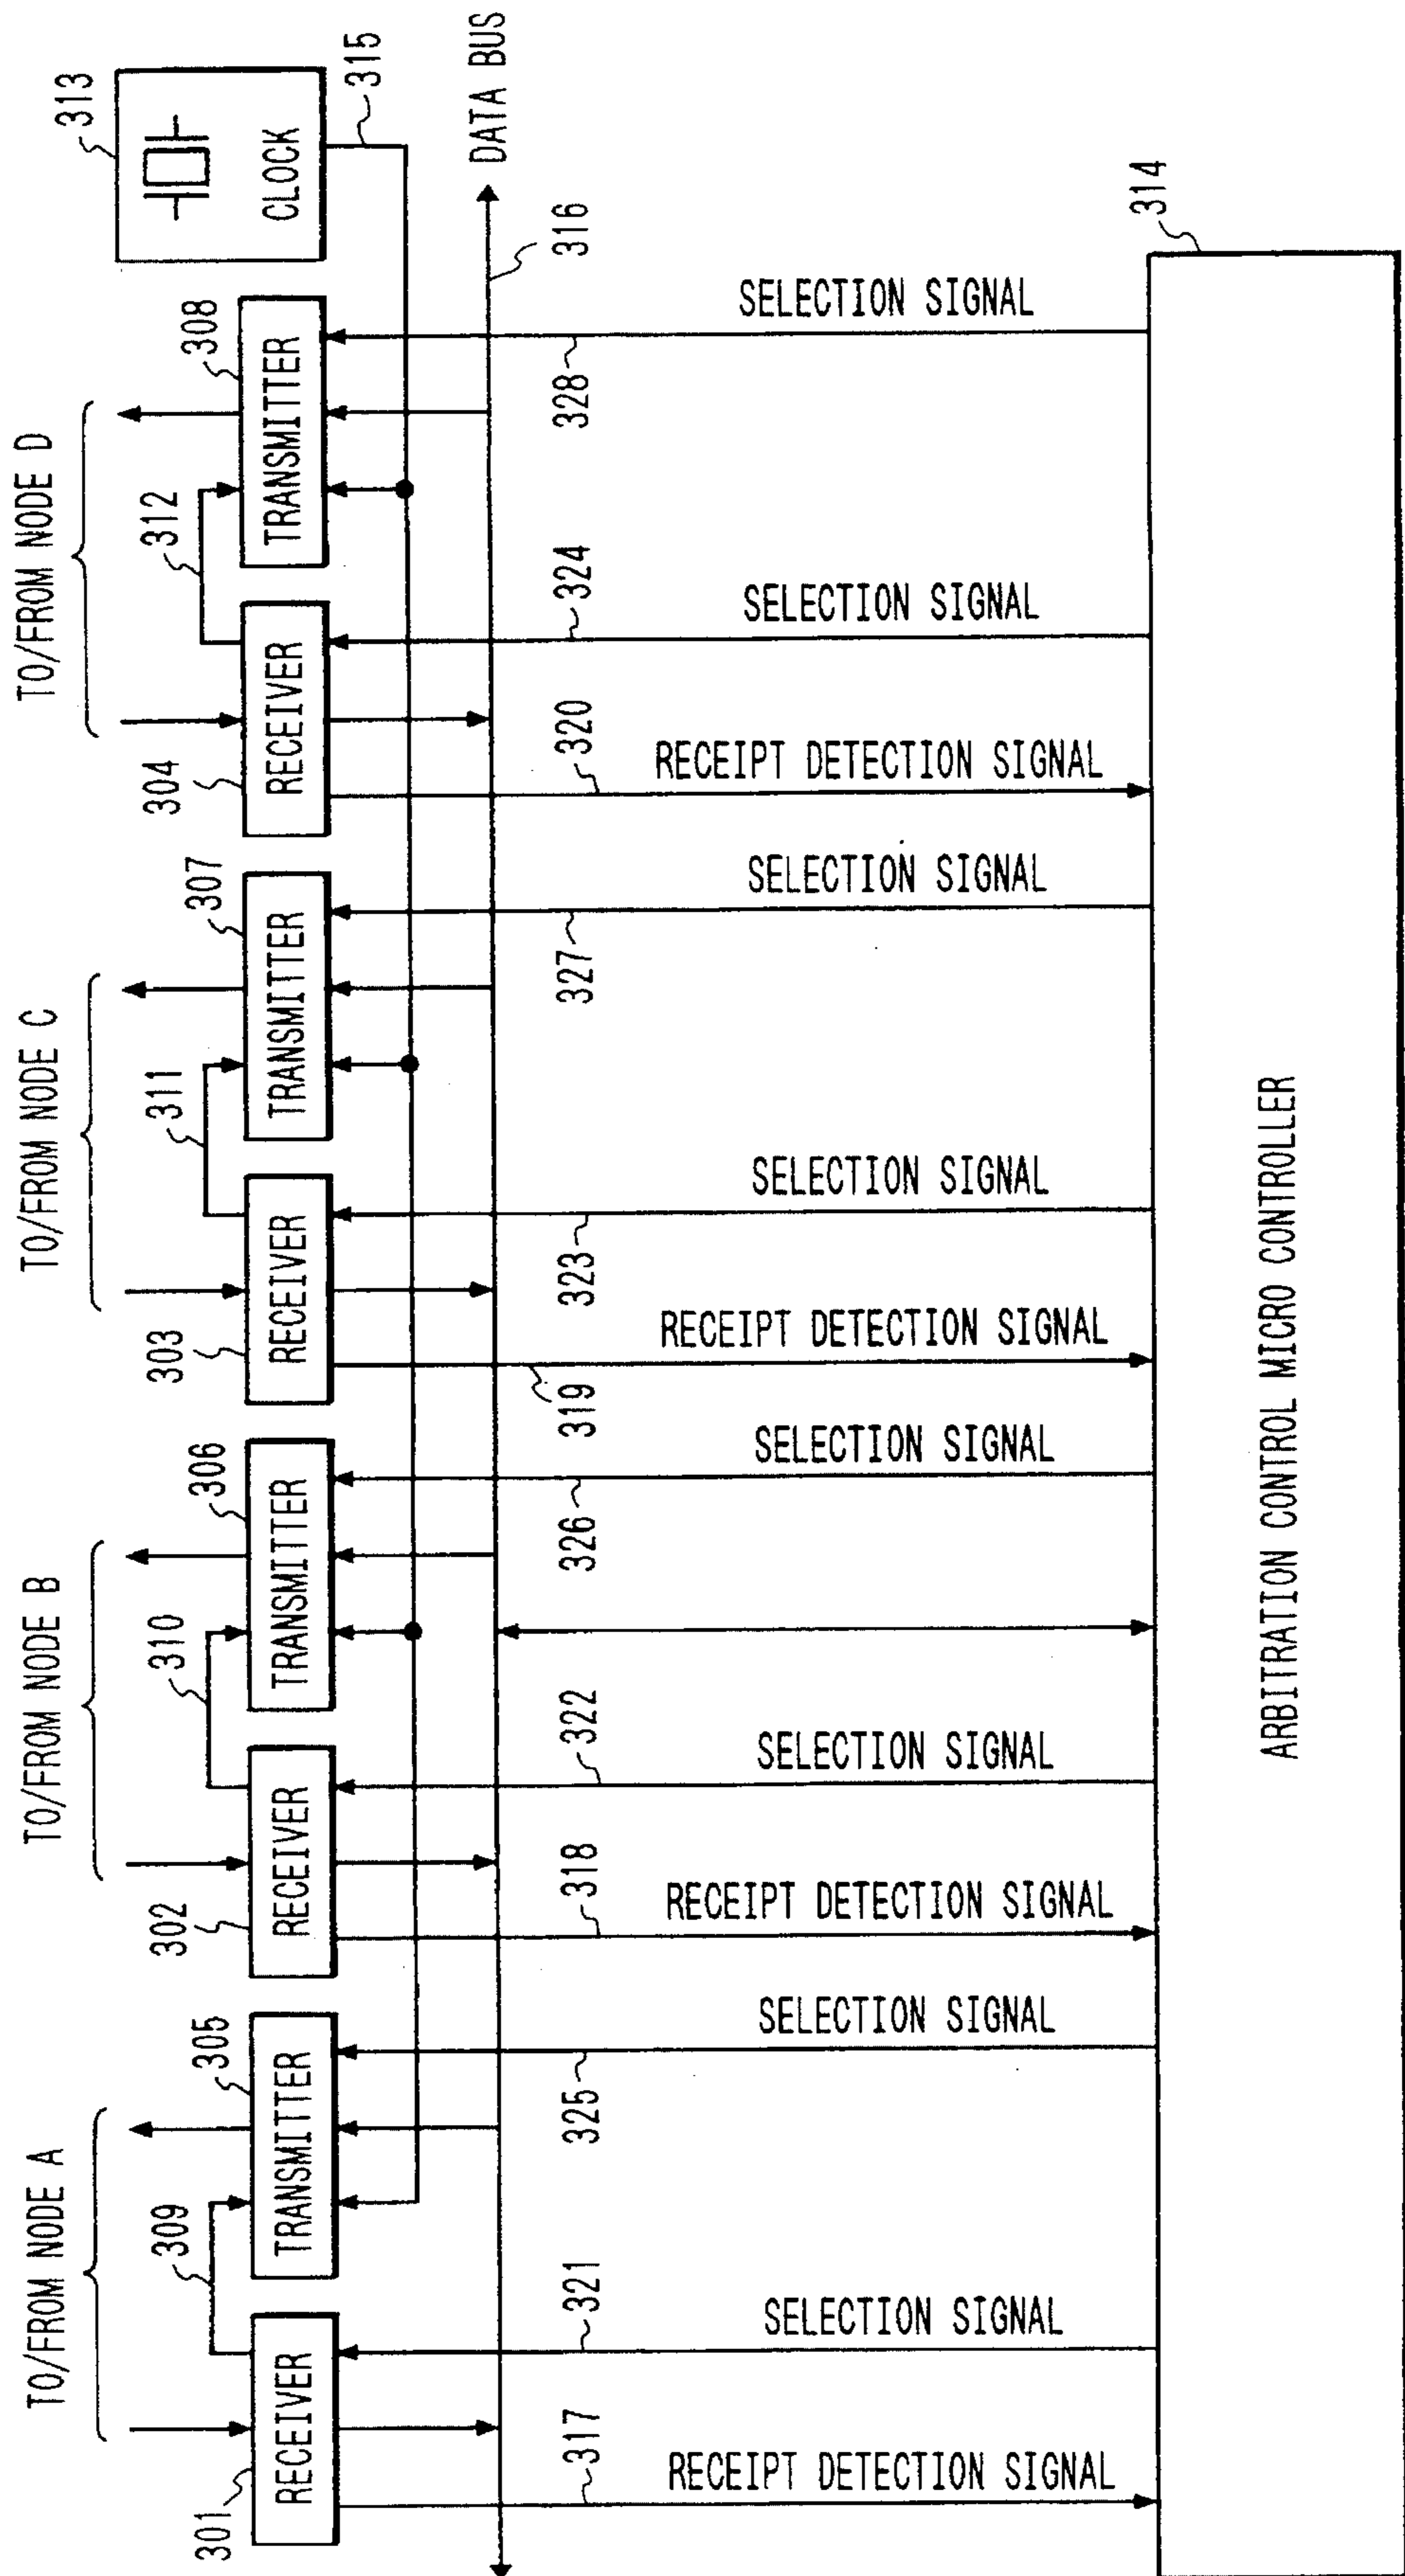 TO/FROM NODE A
TO/FROM NODE B
TO/FROM NODE C
TO/FROM NODE D
313
301
RECEIVER
309
305
TRANSMITTER
302
RECEIVER
310
306
TRANSMITTER
303
RECEIVER
311
307
TRANSMITTER
304
RECEIVER
312
308
TRANSMITTER
CLOCK
315
DATA BUS
316
317
RECEIPT DETECTION SIGNAL
321
SELECTION SIGNAL
325
SELECTION SIGNAL
318
RECEIPT DETECTION SIGNAL
322
SELECTION SIGNAL
326
SELECTION SIGNAL
319
RECEIPT DETECTION SIGNAL
323
SELECTION SIGNAL
327
SELECTION SIGNAL
320
RECEIPT DETECTION SIGNAL
324
SELECTION SIGNAL
328
SELECTION SIGNAL
314
ARBITRATION CONTROL MICRO CONTROLLER